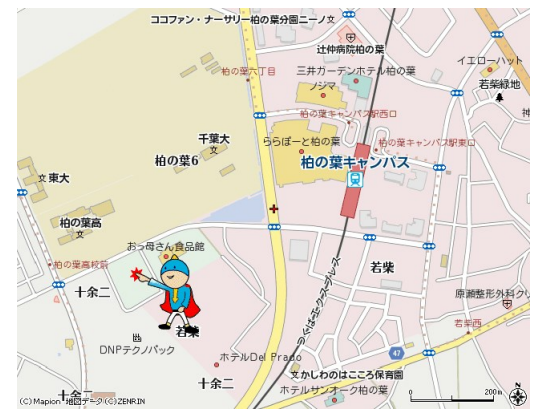 ココファン・ナーサリー柏の葉分園ニーノ
辻仲病院柏の葉
イエローハット
柏の葉六丁目
三井ガーデンホテル柏の葉
ノジマ
若柴緑地
柏の葉キャンパス駅西口
神
千葉大
ららぽーと柏の葉
柏の葉キャンパス駅東口
柏の葉6
柏の葉キャンパス
東大
柏の葉高
おっ母さん食品館
柏の葉高校前
若柴
つくばエクスプレス
十余二
原瀬整形外科クリ
若柴
若柴西
DNPテクノパック
47
ホテルDel Prado
かしわのはこころ保育園
十余二
十余二
ホテルサンオーク柏の葉
0 200m
(C)Mapion 地図データ(C)ZENRIN